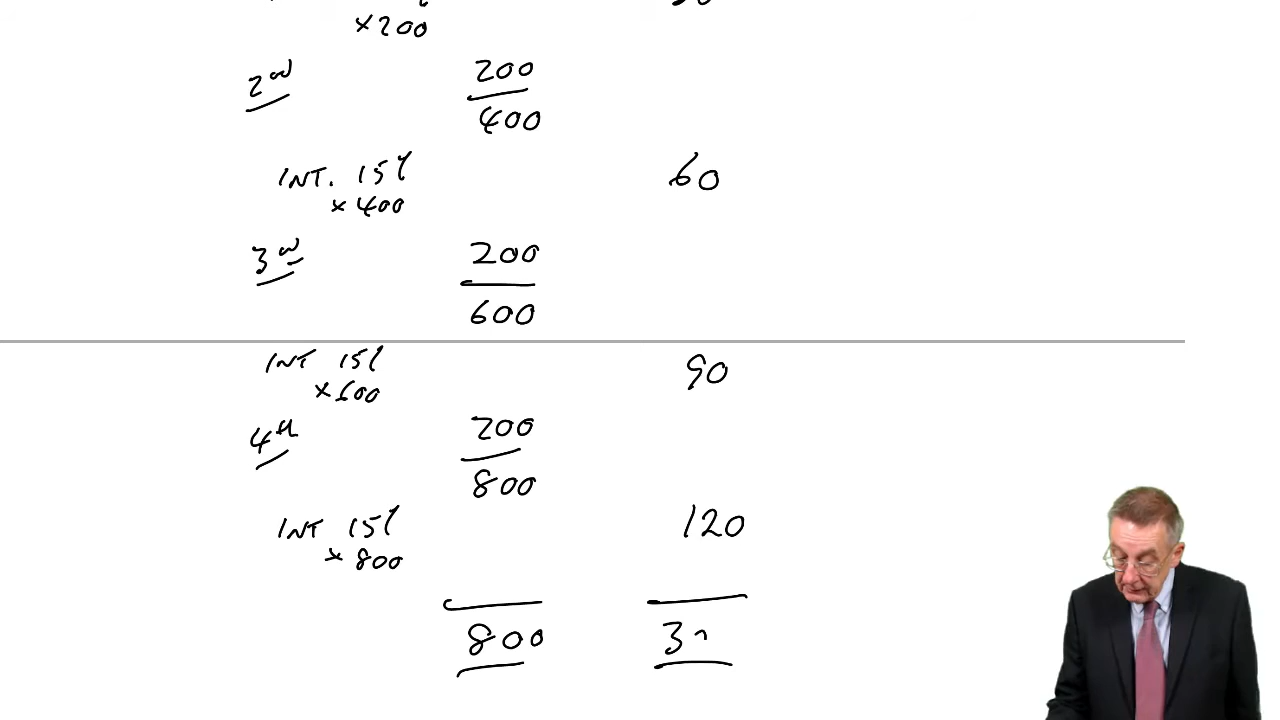 ×200
2nd 200
400
INT. 15% 60
×400
3rd 200
600
INT 15% 90
×600
4th 200
800
INT 15% 120
×800
800 3